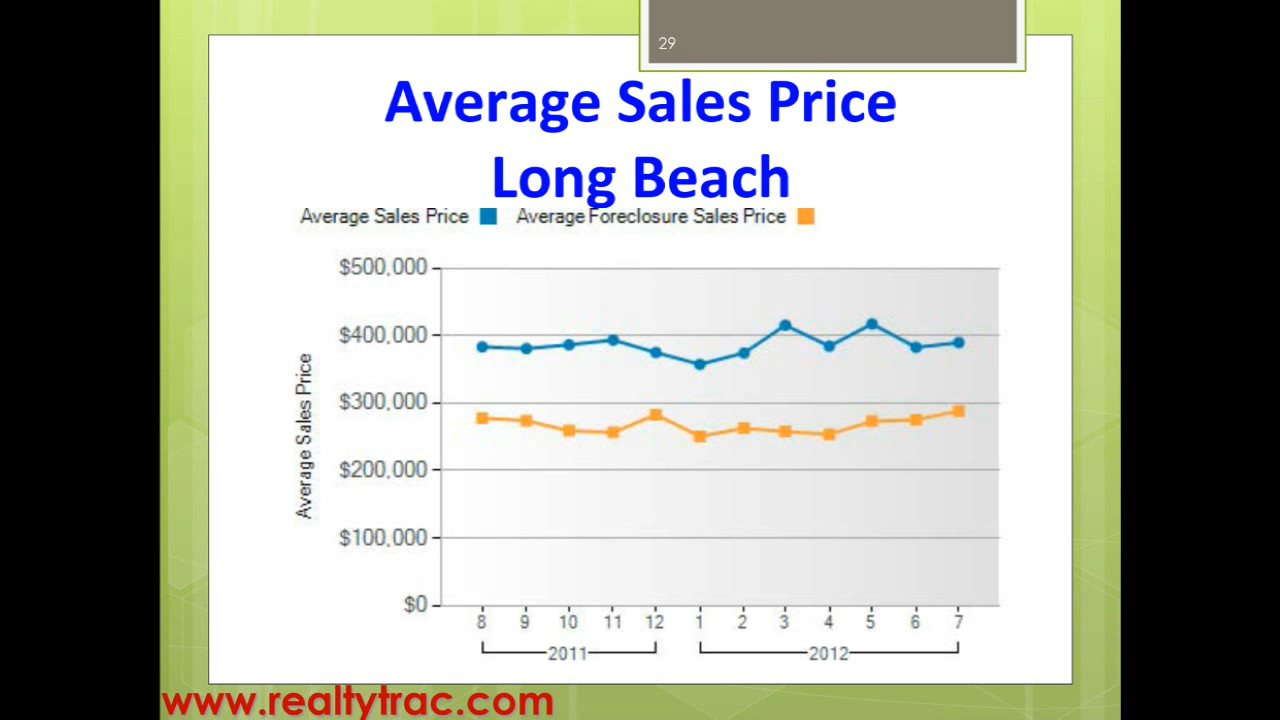 29
Average Sales Price
Long Beach
Average Sales Price Average Foreclosure Sales Price
$500,000
$400,000
$300,000
$200,000
$100,000
$0
Average Sales Price
8 9 10 11 12 1 2 3 4 5 6 7
2011 2012
www.realtytrac.com